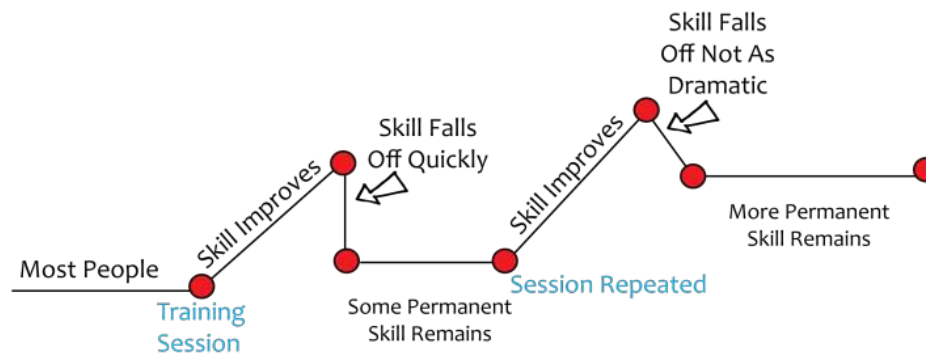 Most People
Training
Session
Skill Improves
Skill Falls
Off Quickly
Some Permanent
Skill Remains
Session Repeated
Skill Improves
Skill Falls
Off Not As
Dramatic
More Permanent
Skill Remains